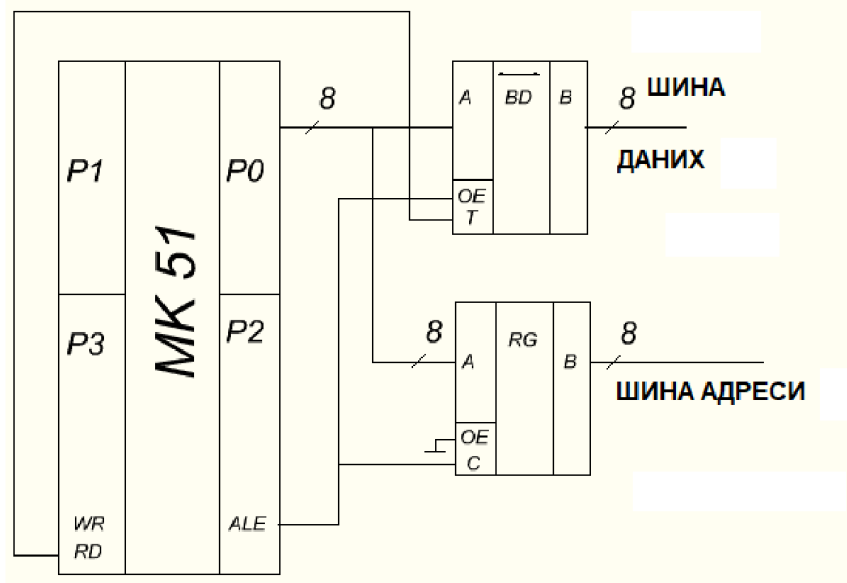 8
A BD B
8 ШИНА
ДАНИХ
P1
P0
OE
T
МК 51
P3
P2
8
A RG B
8
ШИНА АДРЕСИ
OE
C
WR
ALE
RD